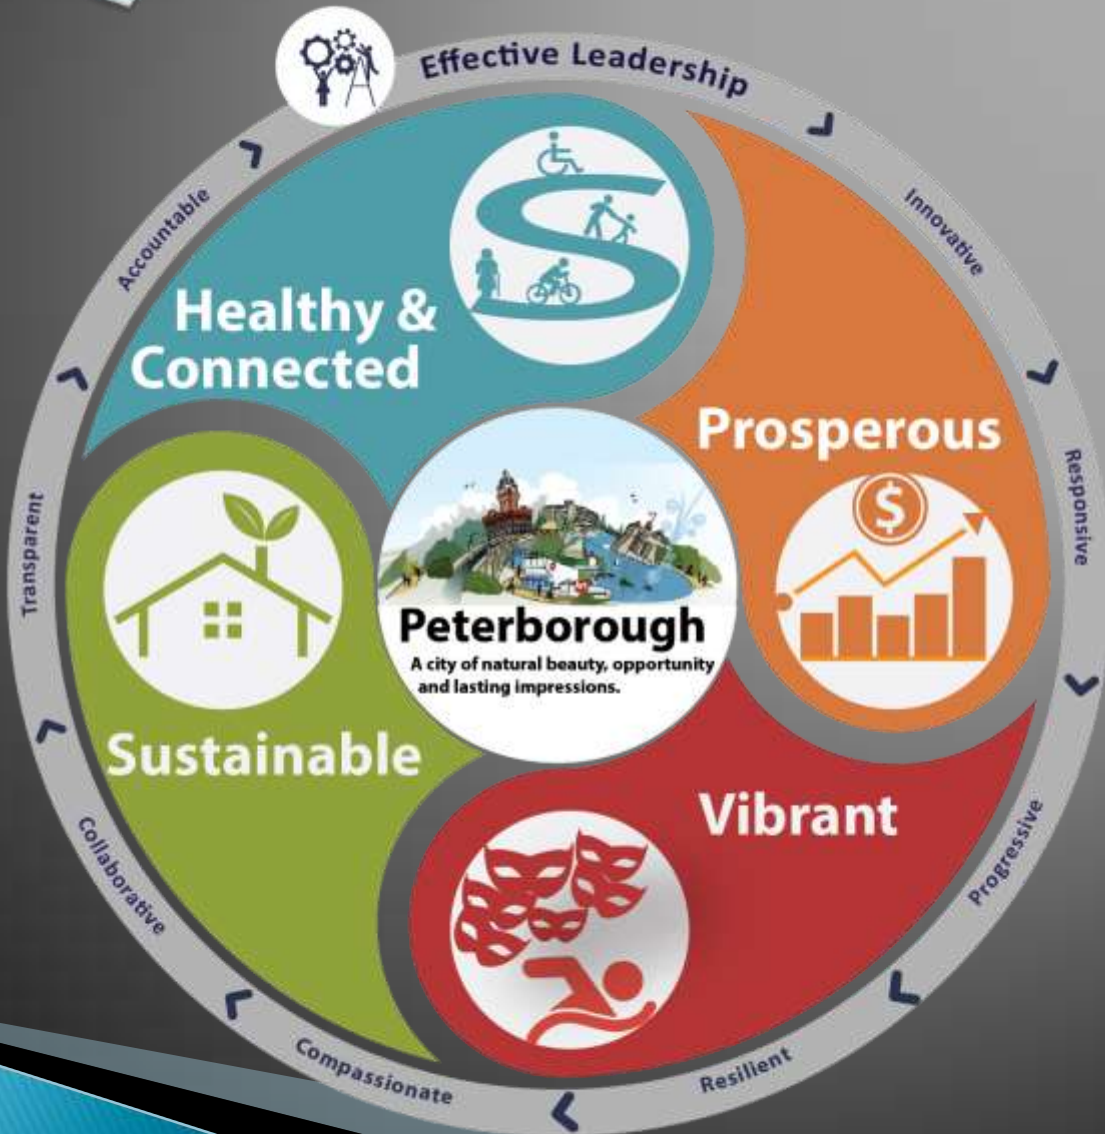 Effective Leadership
Innovative
Responsive
Progressive
Resilient
Compassionate
Collaborative
Transparent
Accountable
Healthy &
Connected
Prosperous
$
Peterborough
A city of natural beauty, opportunity
and lasting impressions.
Sustainable
Vibrant